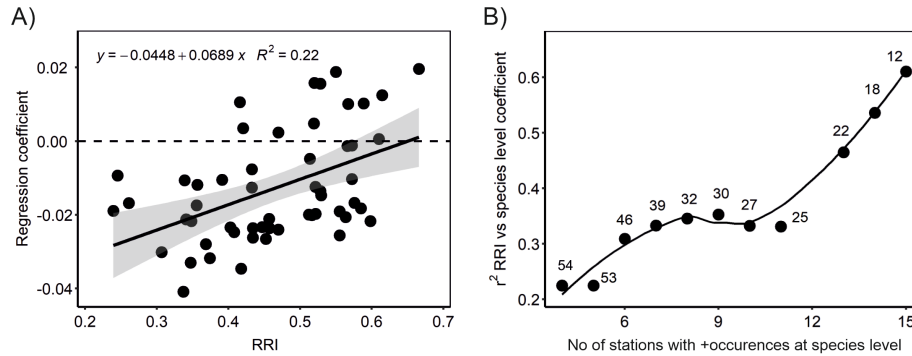 A)
y = −0.0448 + 0.0689 x R² = 0.22
0.02
0.00
-0.02
-0.04
Regression coefficient
0.2 0.3 0.4 0.5 0.6 0.7
RRI
B)
12
18
22
30
32
39
27
25
46
54
53
0.6
0.5
0.4
0.3
0.2
r² RRI vs species level coefficient
6 9 12 15
No of stations with +occurences at species level